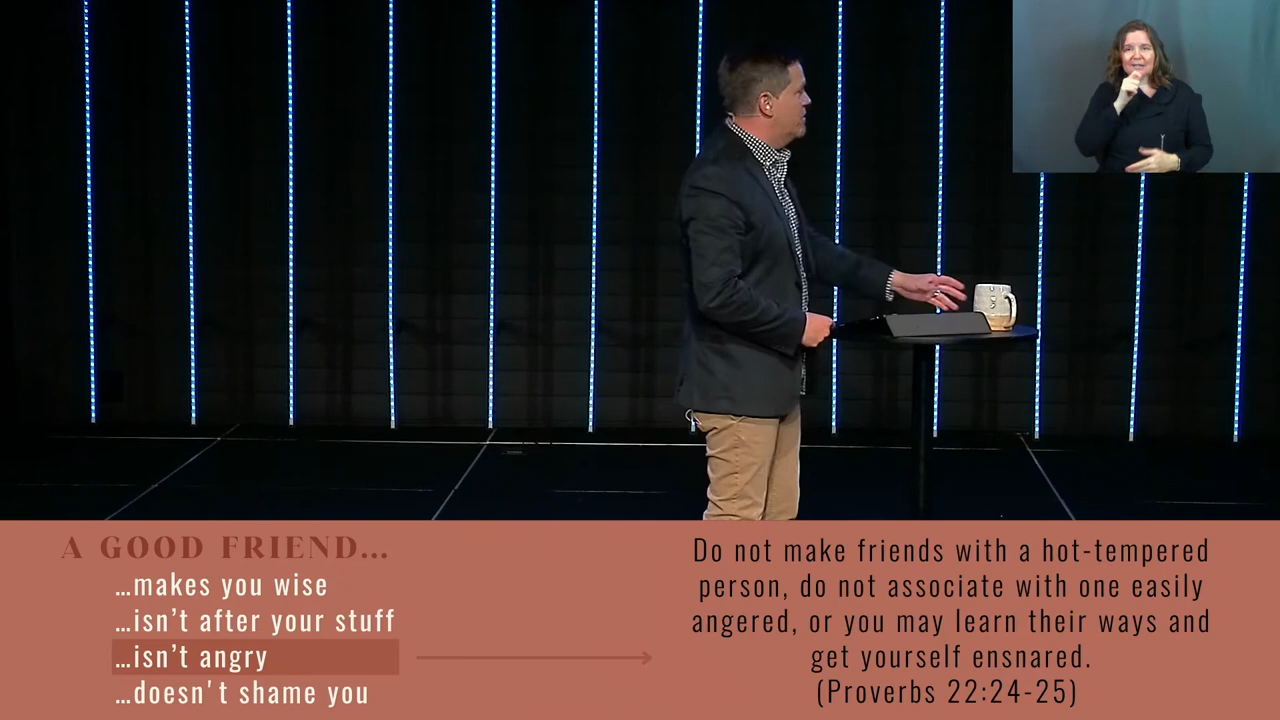 A GOOD FRIEND...
...makes you wise
...isn’t after your stuff
...isn’t angry
...doesn't shame you
Do not make friends with a hot-tempered
person, do not associate with one easily
angered, or you may learn their ways and
get yourself ensnared.
(Proverbs 22:24-25)